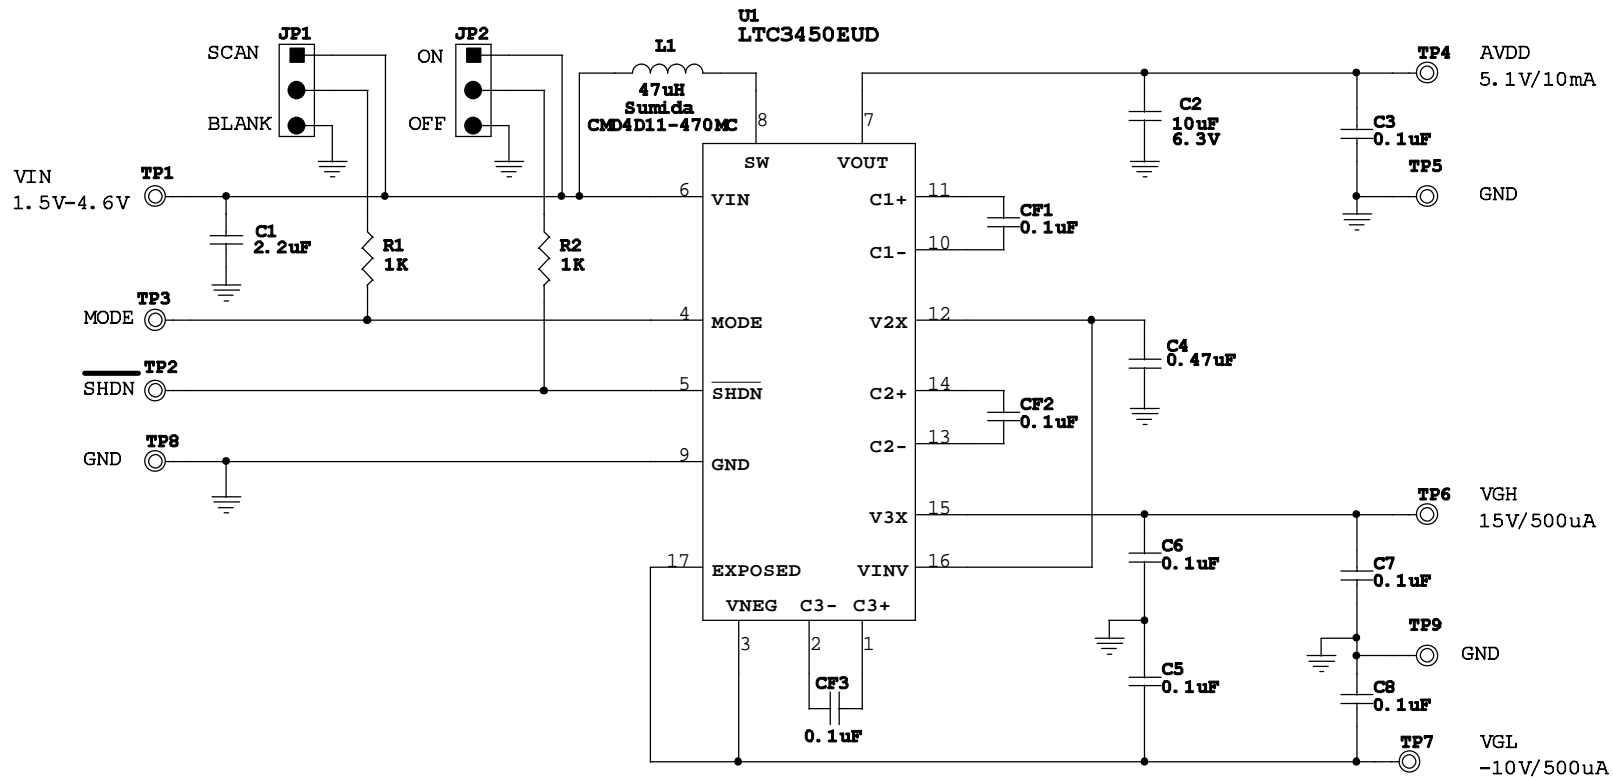 U1
LTC3450EUD
JP1
SCAN
BLANK
JP2
ON
OFF
L1
47uH
Sumida
CMD4D11-470MC
8
7
SW
VOUT
TP4
AVDD
5.1V/10mA
C2
10uF
6.3V
C3
0.1uF
TP5
GND
VIN
1.5V-4.6V
TP1
6
VIN
C1+
11
CF1
0.1uF
C1-
10
C1
2.2uF
R1
1K
R2
1K
TP3
MODE
4
MODE
V2X
12
C4
0.47uF
TP2
SHDN
5
SHDN
C2+
14
CF2
0.1uF
C2-
13
TP8
GND
9
GND
V3X
15
TP6
VGH
15V/500uA
17
EXPOSED
VINV
16
C6
0.1uF
C7
0.1uF
VNEG
C3-
C3+
3
2
1
TP9
GND
CF3
0.1uF
C5
0.1uF
C8
0.1uF
TP7
VGL
-10V/500uA